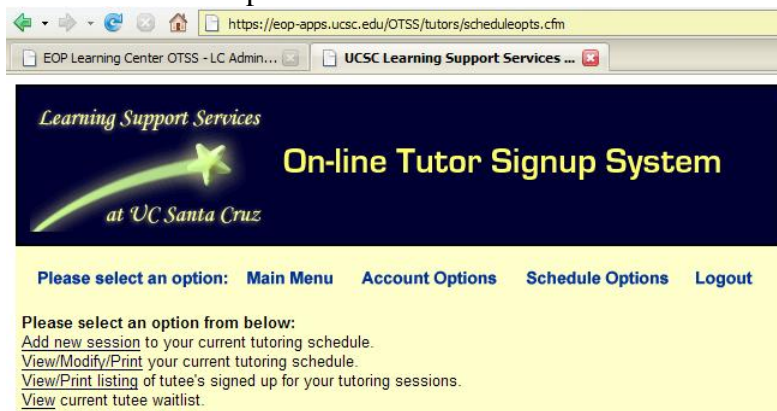 https://eop-apps.ucsc.edu/OTSS/tutors/scheduleopts.cfm
EOP Learning Center OTSS - LC Admin... UCSC Learning Support Services ...
Learning Support Services
On-line Tutor Signup System
at UC Santa Cruz
Please select an option: Main Menu Account Options Schedule Options Logout
Please select an option from below:
Add new session to your current tutoring schedule.
View/Modify/Print your current tutoring schedule.
View/Print listing of tutee's signed up for your tutoring sessions.
View current tutee waitlist.